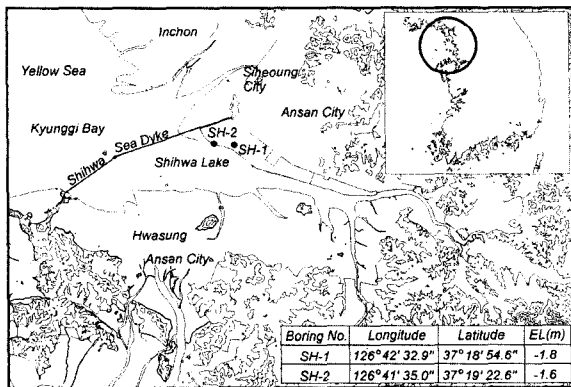 Inchon
Yellow Sea
Siheoung
City
Ansan City
Kyunggi Bay
Shihwa Sea Dyke
SH-2
SH-1
Shihwa Lake
Hwasung
Ansan City
Boring No. Longitude Latitude EL(m)
SH-1 126° 42' 32.9" 37° 18' 54.6" -1.8
SH-2 126° 41' 35.0" 37° 19' 22.6" -1.6